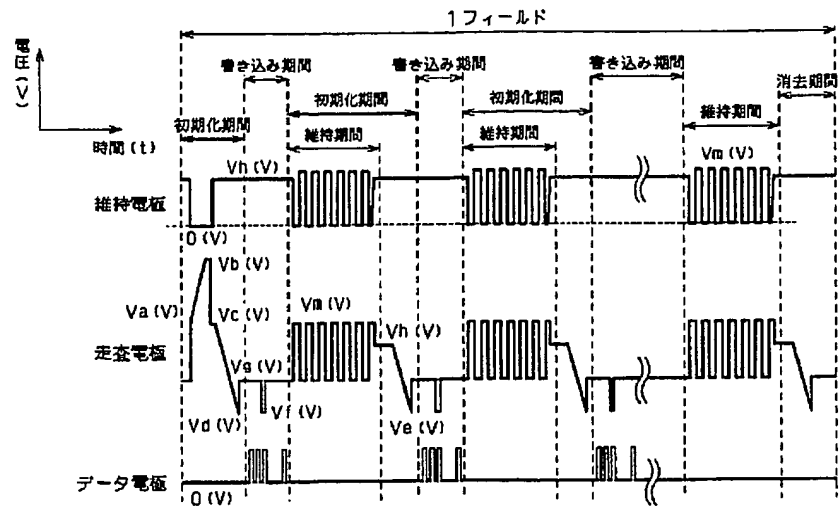 1フィールド
電圧(V)
書き込み期間
書き込み期間
書き込み期間
消去期間
初期化期間
初期化期間
初期化期間
維持期間
時間(t)
維持期間
維持期間
Vh(V)
Vm(V)
維持電極
0(V)
Vb(V)
Va(V)
Vc(V)
Vm(V)
Vh(V)
走査電極
Vg(V)
Vd(V)
Vf(V)
Ve(V)
データ電極
0(V)